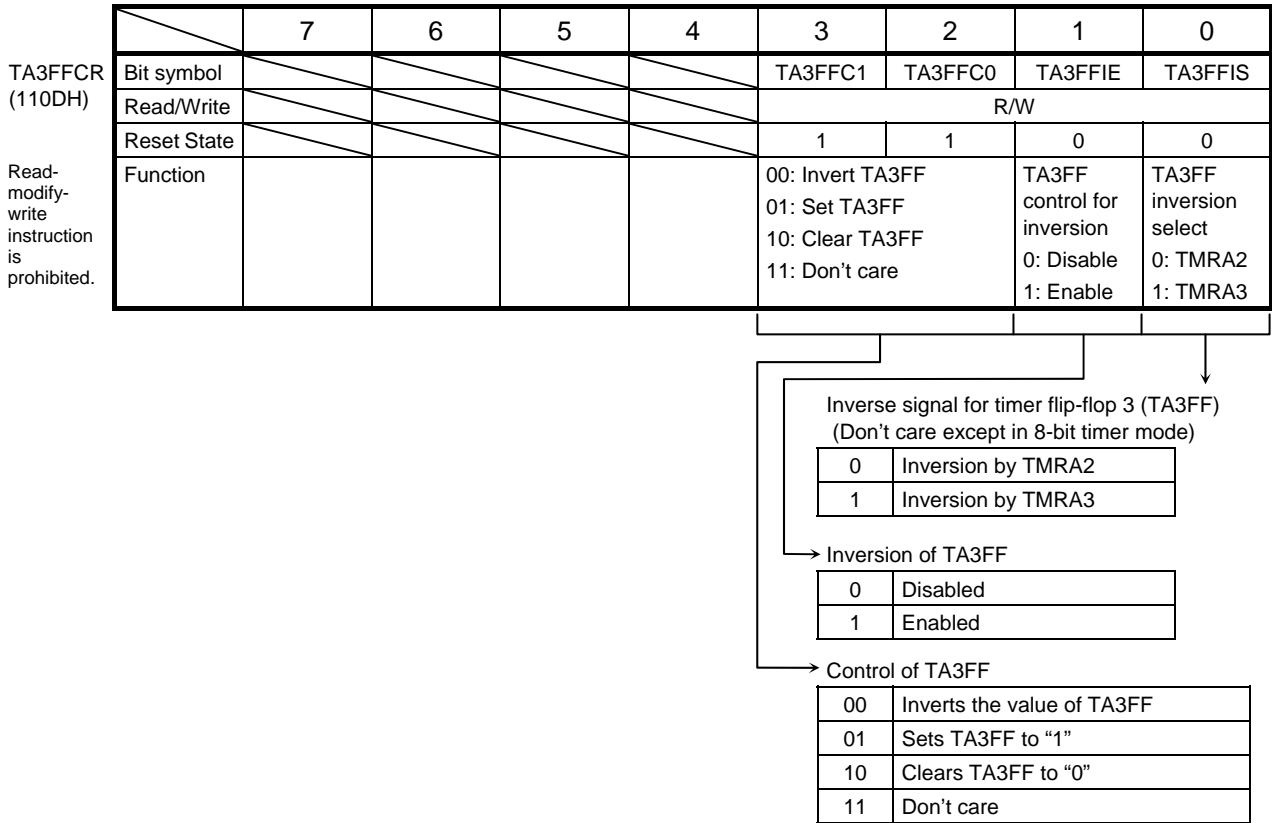 7 6 5 4 3 2 1 0
TA3FFCR
(110DH)
Bit symbol TA3FFC1 TA3FFC0 TA3FFIE TA3FFIS
Read/Write R/W
Reset State 1 1 0 0
Read-
modify-
write
instruction
is
prohibited.
Function
00: Invert TA3FF
01: Set TA3FF
10: Clear TA3FF
11: Don't care
TA3FF
control for
inversion
0: Disable
1: Enable
TA3FF
inversion
select
0: TMRA2
1: TMRA3
Inverse signal for timer flip-flop 3 (TA3FF)
(Don't care except in 8-bit timer mode)
0 Inversion by TMRA2
1 Inversion by TMRA3
Inversion of TA3FF
0 Disabled
1 Enabled
Control of TA3FF
00 Inverts the value of TA3FF
01 Sets TA3FF to “1”
10 Clears TA3FF to “0”
11 Don't care